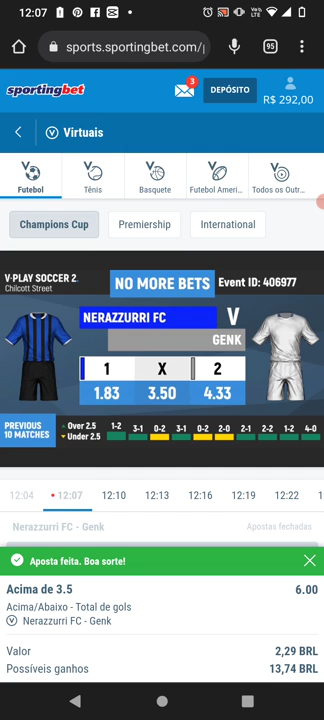 12:07
Vo)) LTE
sports.sportingbet.com/
95
sportingbet
3
DEPÓSITO
R$ 292,00
Virtuais
Futebol
Tênis
Basquete
Futebol Ameri...
Todos os Outr...
Champions Cup
Premiership
International
V-PLAY SOCCER 2
Chilcott Street
NO MORE BETS
Event ID: 406977
NERAZZURRI FC
V
GENK
1 X 2
1.83 3.50 4.33
PREVIOUS
10 MATCHES
Over 2.5
Under 2.5
1-2 3-1 0-2 3-1 0-2 2-0 2-1 2-2 1-2 4-0
12:04 12:07 12:10 12:13 12:16 12:19 12:22 1
Nerazzurri FC - Genk
Apostas fechadas
Aposta feita. Boa sorte!
Acima de 3.5
6.00
Acima/Abaixo - Total de gols
Nerazzurri FC - Genk
Valor
2,29 BRL
Possíveis ganhos
13,74 BRL